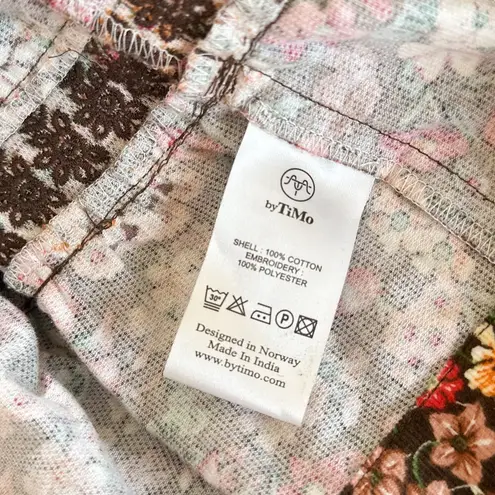 byTiMo
SHELL : 100% COTTON
EMBROIDERY :
100% POLYESTER
30°
P
Designed in Norway
Made In India
www.bytimo.com